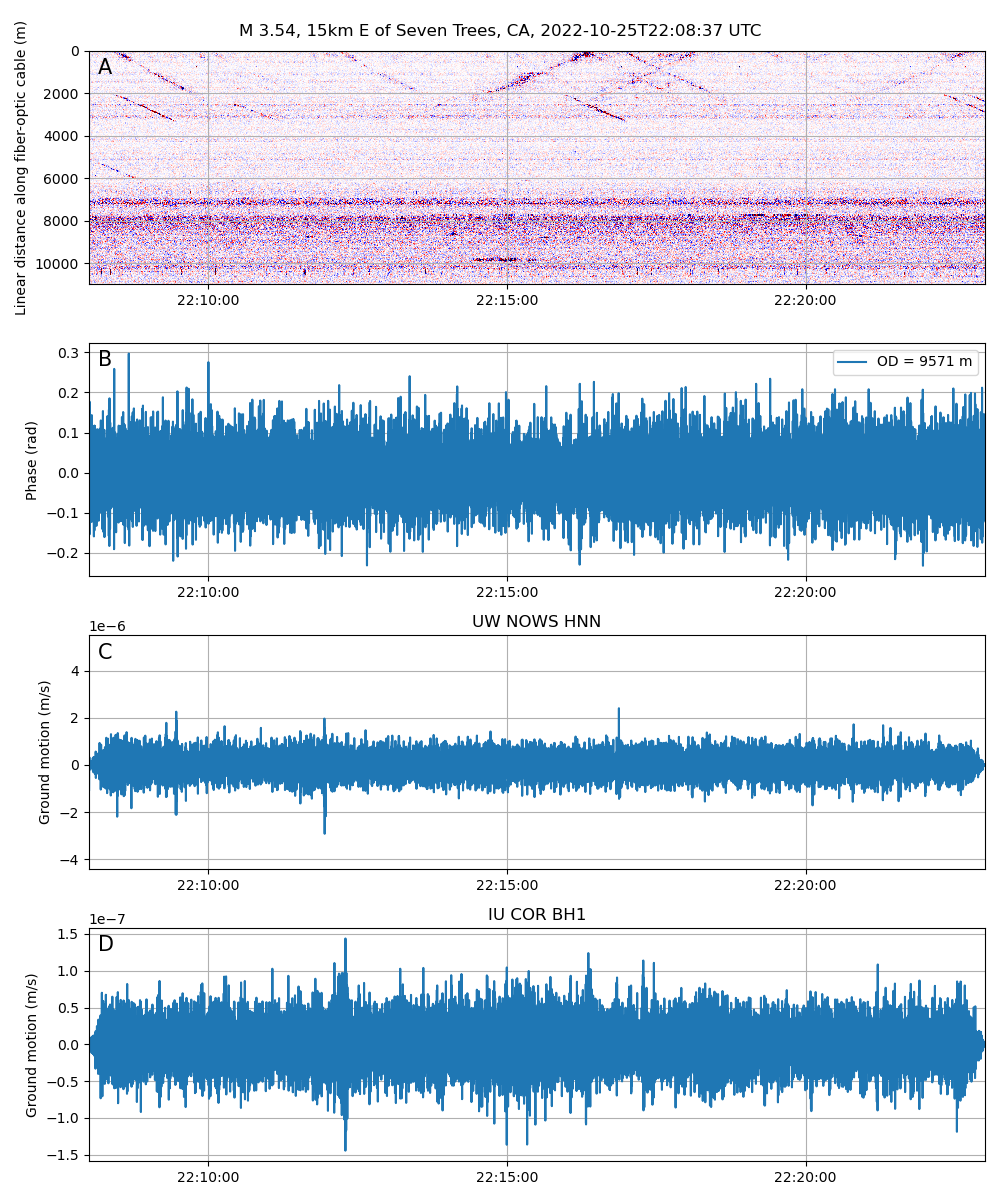 M 3.54, 15km E of Seven Trees, CA, 2022-10-25T22:08:37 UTC
Linear distance along fiber-optic cable (m)
A
0
2000
4000
6000
8000
10000
22:10:00 22:15:00 22:20:00
Phase (rad)
B
OD = 9571 m
0.3
0.2
0.1
0.0
−0.1
−0.2
22:10:00 22:15:00 22:20:00
UW NOWS HNN
1e−6
Ground motion (m/s)
C
4
2
0
−2
−4
22:10:00 22:15:00 22:20:00
IU COR BH1
1e−7
Ground motion (m/s)
D
1.5
1.0
0.5
0.0
−0.5
−1.0
−1.5
22:10:00 22:15:00 22:20:00